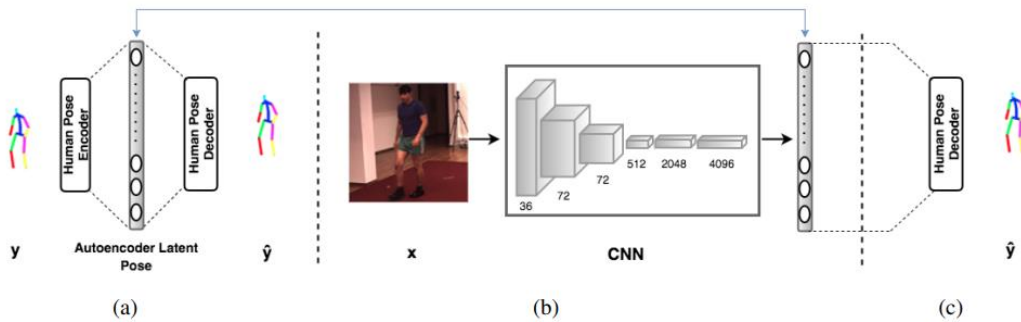 Human Pose
Encoder
Human Pose
Decoder
y
Autoencoder Latent
Pose
ŷ
36
72
72
512
2048
4096
x
CNN
Human Pose
Decoder
ŷ
(a)
(b)
(c)